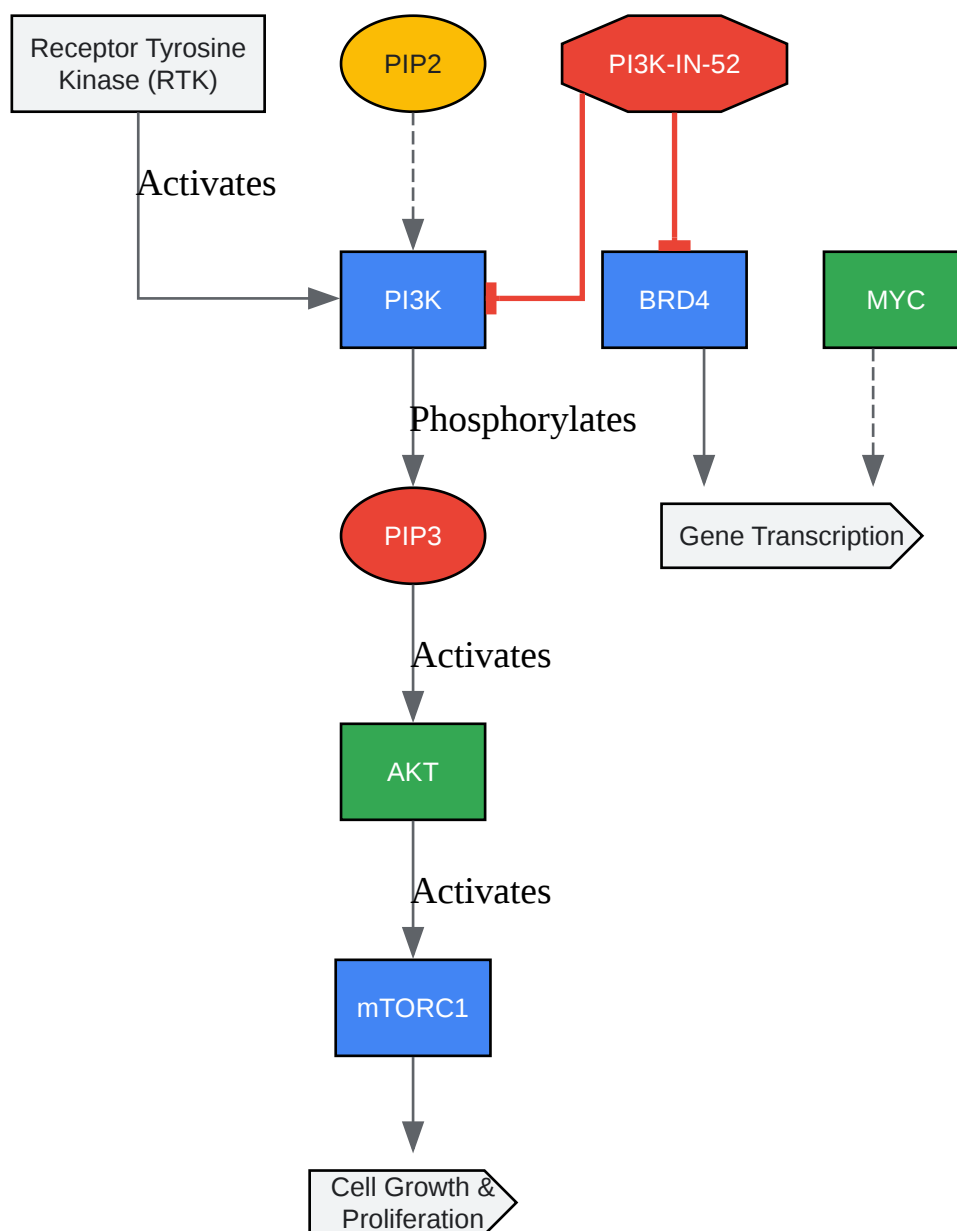 Receptor Tyrosine
Kinase (RTK)
PIP2
PI3K-IN-52
Activates
PI3K
BRD4
MYC
Phosphorylates
PIP3
Gene Transcription
Activates
AKT
Activates
mTORC1
Cell Growth &
Proliferation